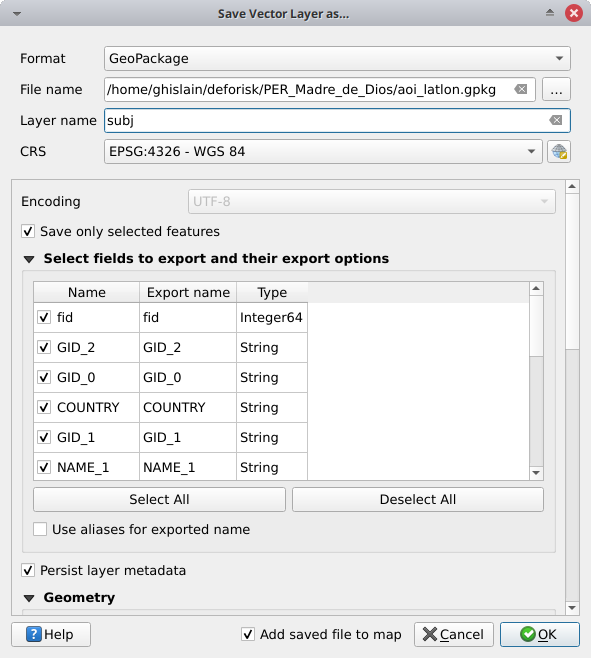 Save Vector Layer as...
Format GeoPackage
File name /home/ghislain/deforisk/PER_Madre_de_Dios/aoi_latlon.gpkg ...
Layer name subj
CRS EPSG:4326 - WGS 84
Encoding UTF-8
Save only selected features
Select fields to export and their export options
Name Export name Type
fid fid Integer64
GID_2 GID_2 String
GID_0 GID_0 String
COUNTRY COUNTRY String
GID_1 GID_1 String
NAME_1 NAME_1 String
Select All Deselect All
Use aliases for exported name
Persist layer metadata
Geometry
Help Add saved file to map Cancel OK